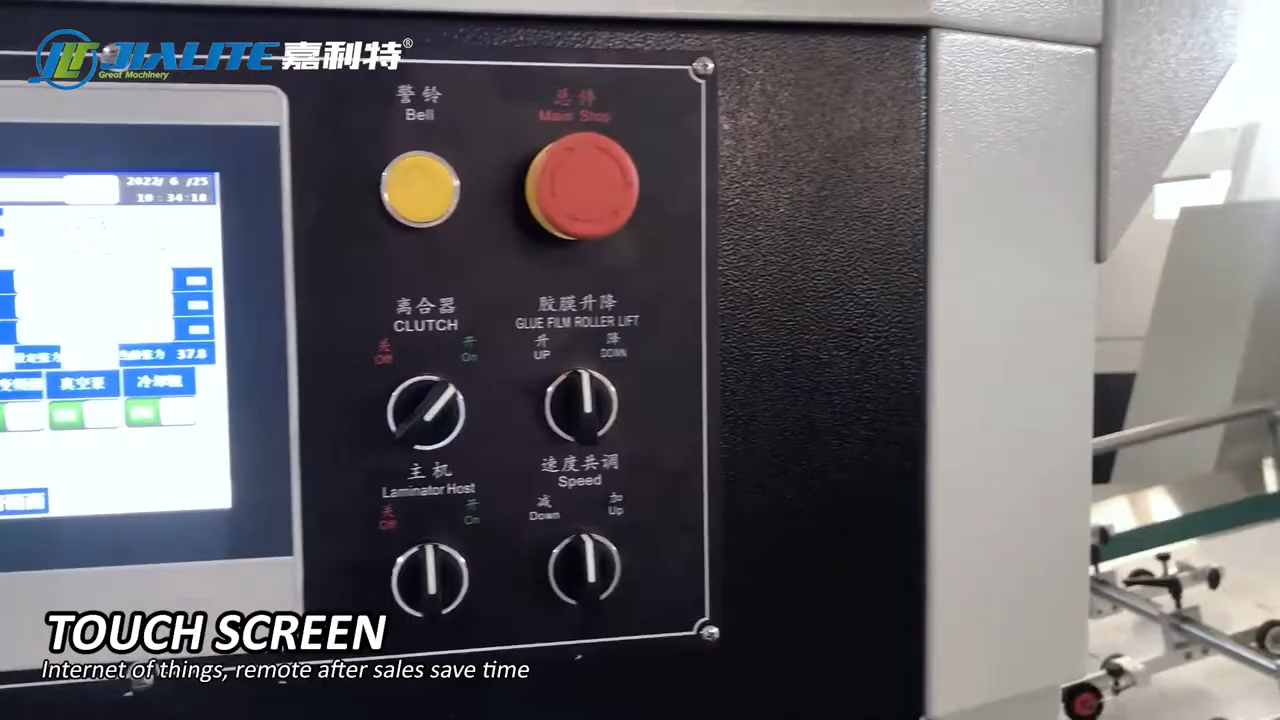 JIALITE 嘉利特®
Great Machinery
警铃
Bell
总停
Main Stop
2022/ 6 /25
10:34:18
离合器
CLUTCH
关
Off
开
On
胶膜升降
GLUE FILM ROLLER LIFT
升
UP
降
DOWN
37.8
真空泵
冷却辊
主机
Laminator Host
关
Off
开
On
速度共调
Speed
减
Down
加
Up
TOUCH SCREEN
Internet of things, remote after sales save time